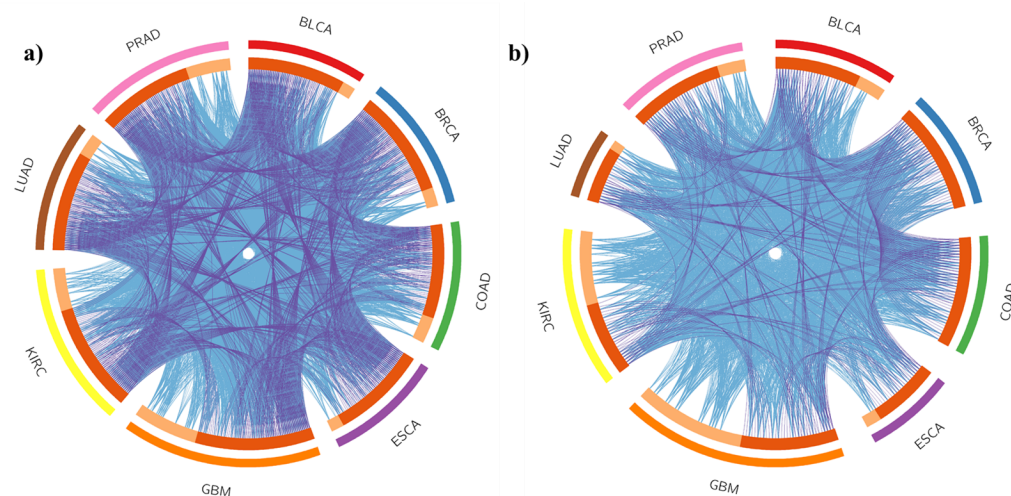 a)
BLCA
BRCA
COAD
ESCA
GBM
KIRC
LUAD
PRAD
b)
BLCA
BRCA
COAD
ESCA
GBM
KIRC
LUAD
PRAD